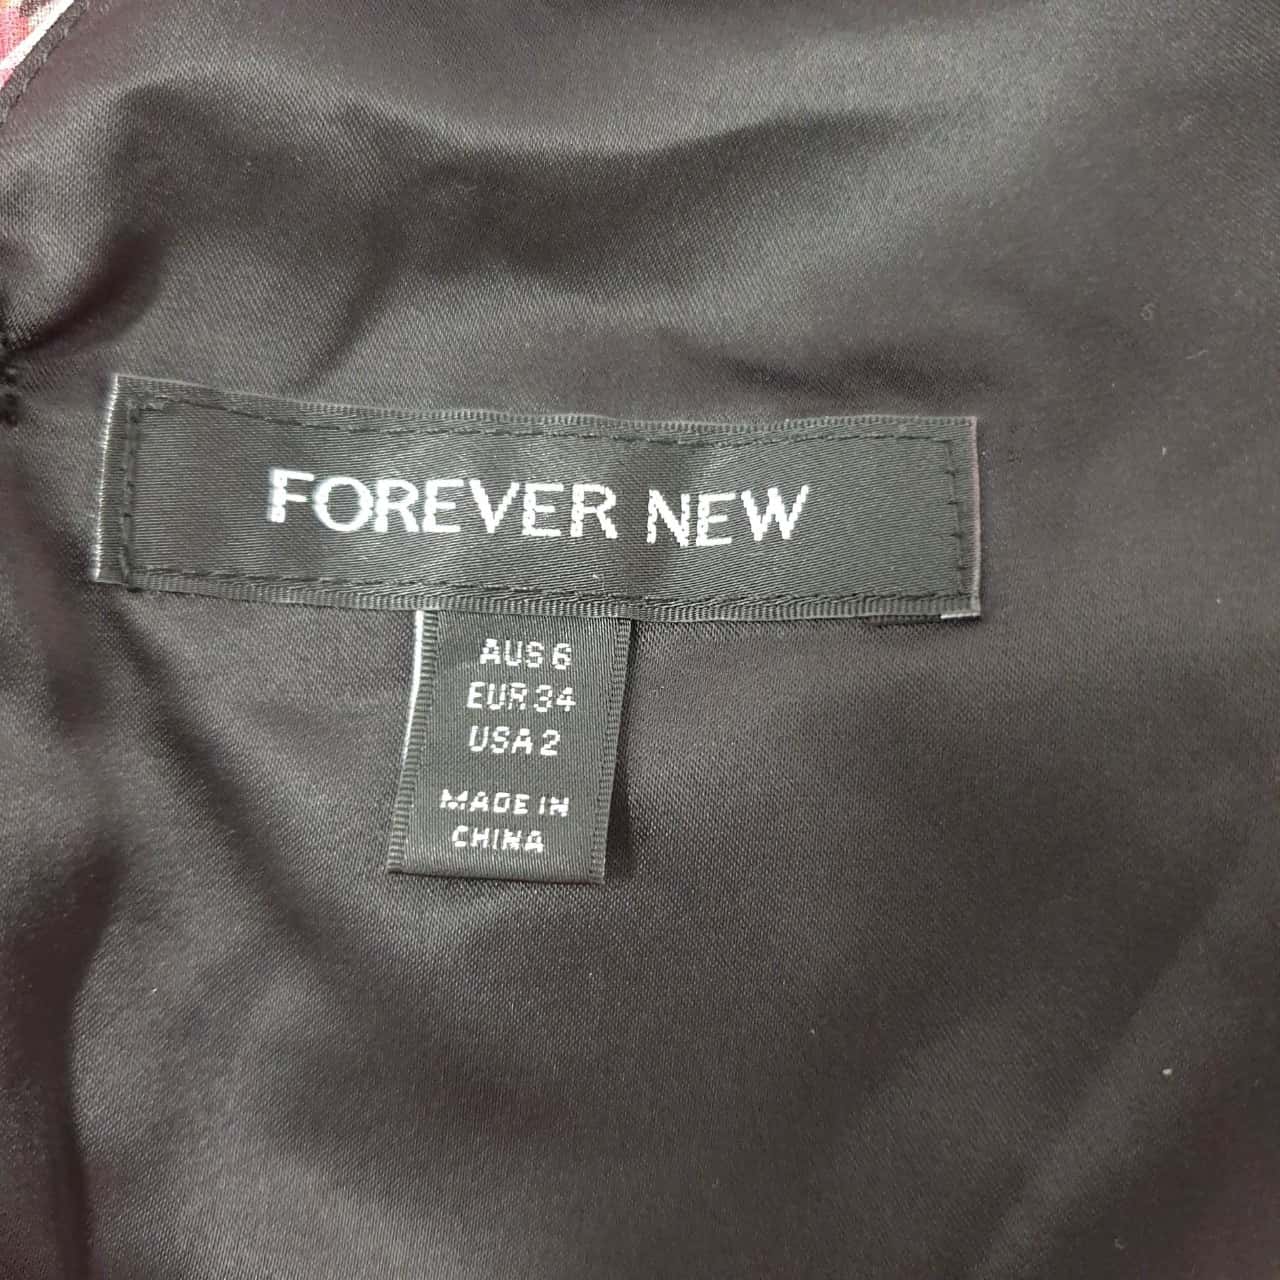 FOREVER NEW
AUS 6
EUR 34
USA 2
MADE IN
CHINA